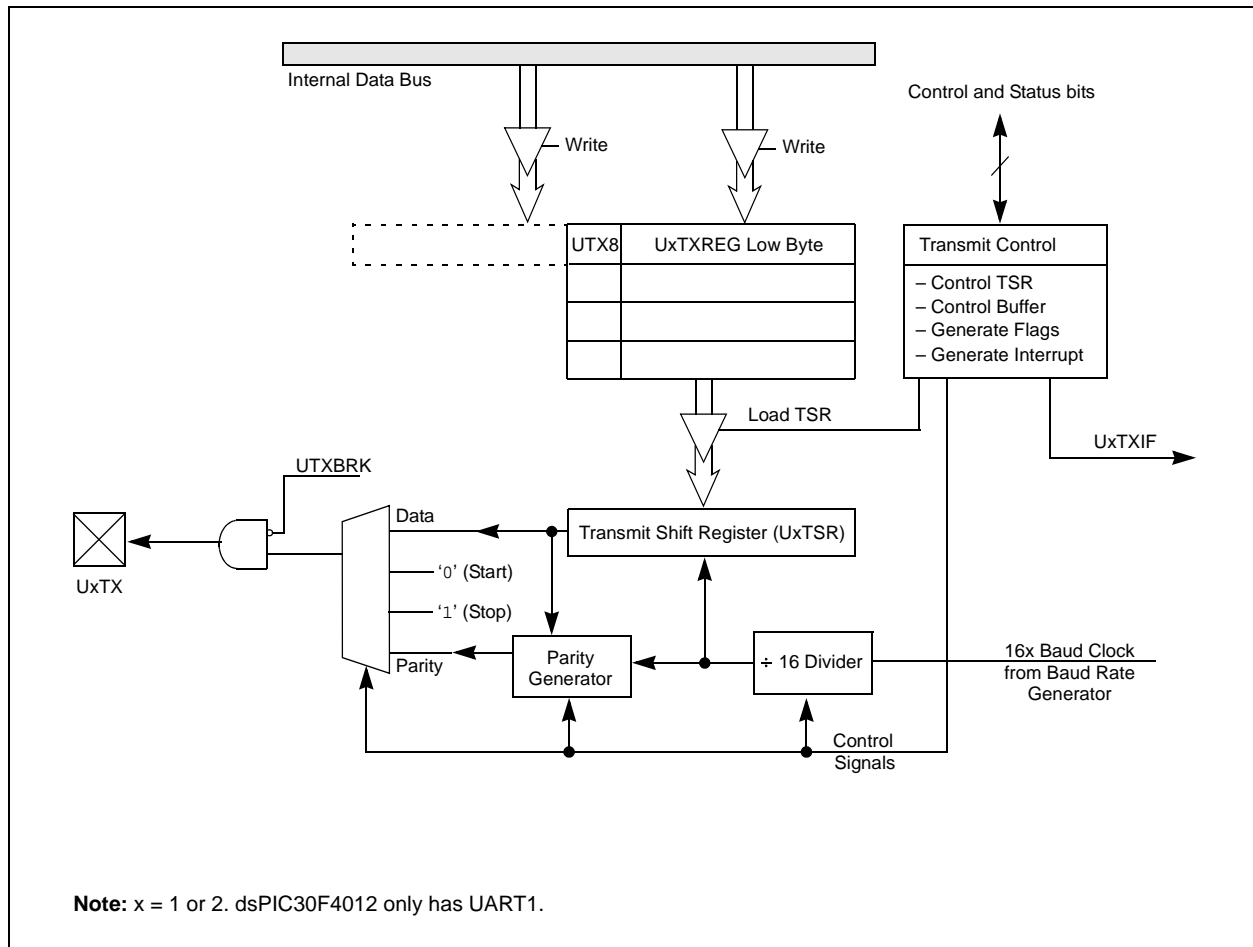 Internal Data Bus
Control and Status bits
Write
Write
UTX8
UxTXREG Low Byte
Transmit Control
– Control TSR
– Control Buffer
– Generate Flags
– Generate Interrupt
Load TSR
UxTXIF
UTXBRK
Data
Transmit Shift Register (UxTSR)
UxTX
‘0’ (Start)
‘1’ (Stop)
Parity
Parity
Generator
÷ 16 Divider
16x Baud Clock
from Baud Rate
Generator
Control
Signals
Note: x = 1 or 2. dsPIC30F4012 only has UART1.